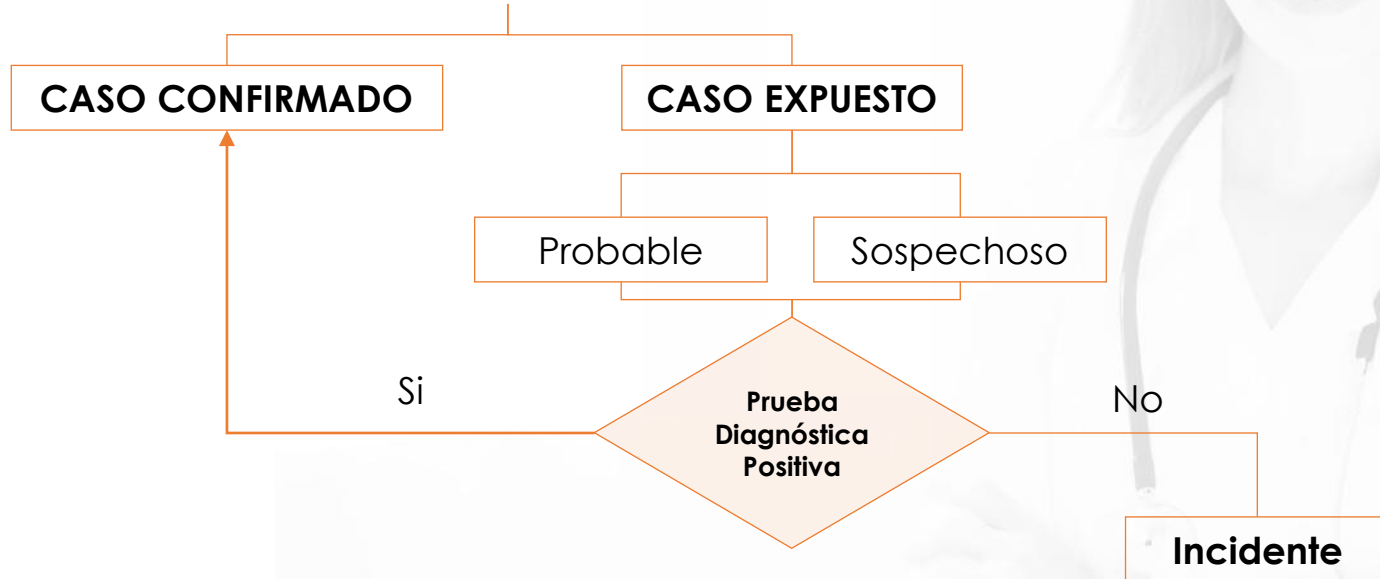 CASO CONFIRMADO
CASO EXPUESTO
Probable
Sospechoso
Si
Prueba
Diagnóstica
Positiva
No
Incidente